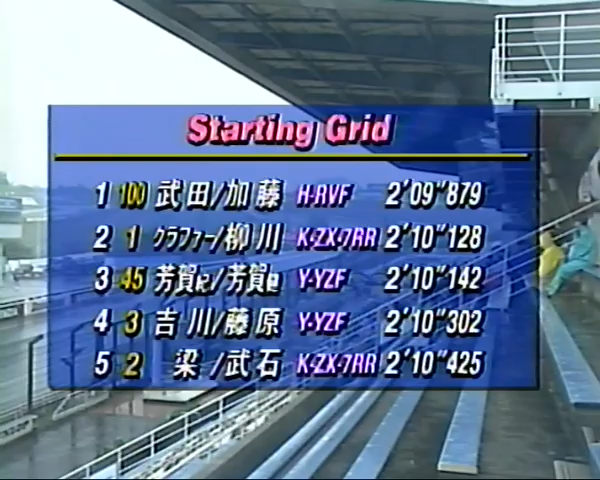 Starting Grid
1 100 武田/加藤 H-RVF 2'09"879
2 1 クラファー/柳川 K-ZX-7RR 2'10"128
3 45 芳賀紀/芳賀健 Y-YZF 2'10"142
4 3 吉川/藤原 Y-YZF 2'10"302
5 2 梁/武石 K-ZX-7RR 2'10"425